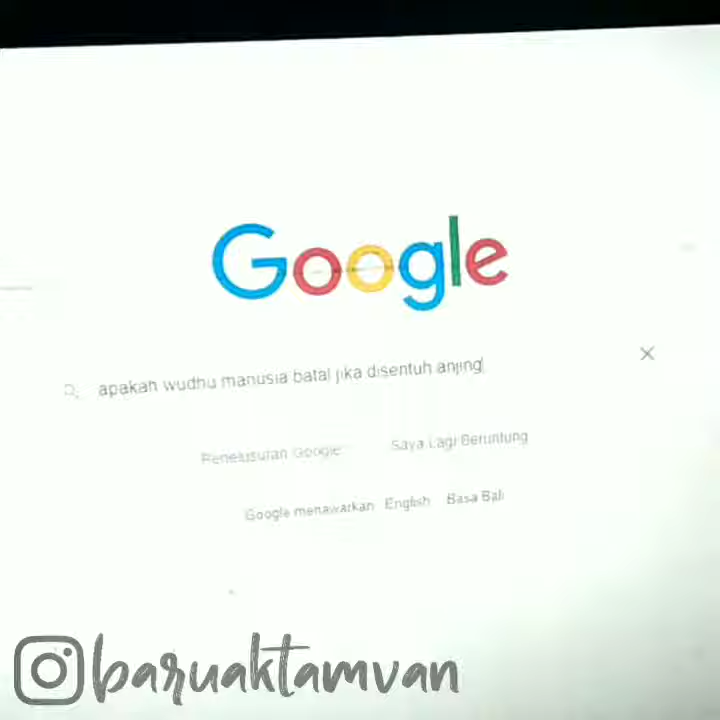 Google
apakah wudhu manusia batal jika disentuh anjing
Penelusuran Google Saya Lagi Beruntung
Google menawarkan English Basa Bali
baruaktamvan